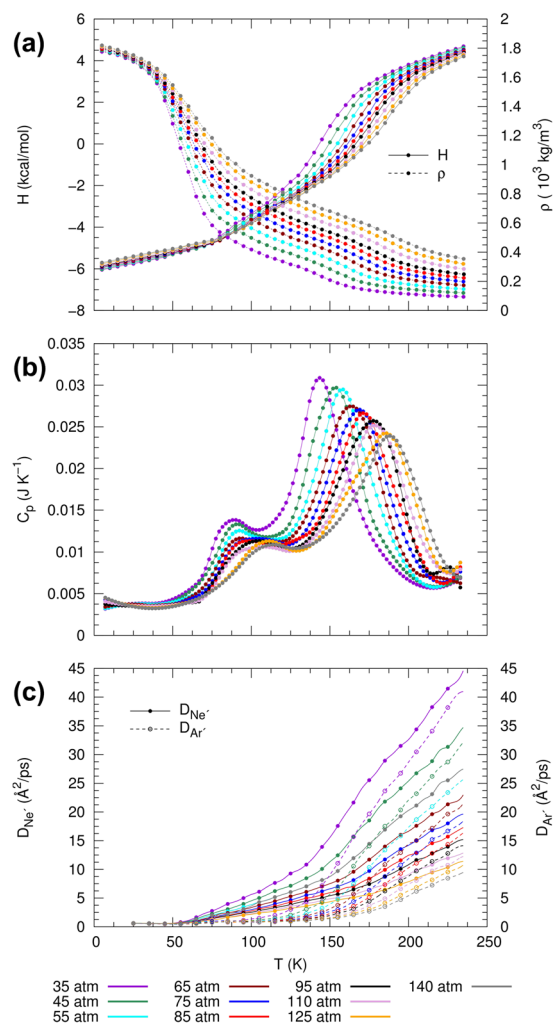 (a)
6
4
2
0
−2
−4
−6
−8
H (kcal/mol)
2
1.8
1.6
1.4
1.2
1
0.8
0.6
0.4
0.2
0
ρ ( 10³ kg/m³)
H
ρ
(b)
0.035
0.03
0.025
0.02
0.015
0.01
0.005
0
Cp (J K⁻¹)
(c)
45
40
35
30
25
20
15
10
5
0
D_Ne′ (Å²/ps)
45
40
35
30
25
20
15
10
5
0
D_Ar′ (Å²/ps)
D_Ne′
D_Ar′
0 50 100 150 200 250
T (K)
35 atm 65 atm 95 atm 140 atm
45 atm 75 atm 110 atm
55 atm 85 atm 125 atm